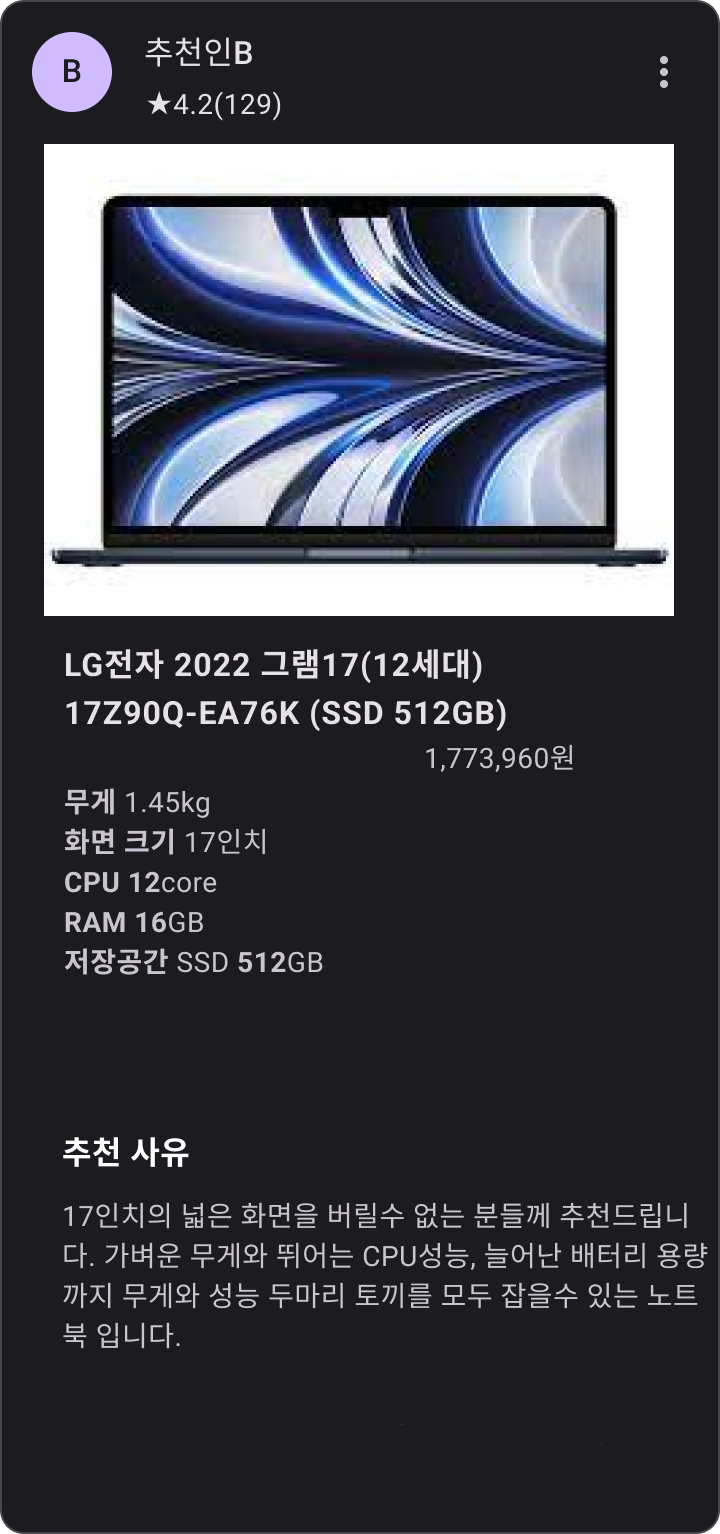 B
추천인B
★4.2(129)
LG전자 2022 그램17(12세대)
17Z90Q-EA76K (SSD 512GB)
1,773,960원
무게 1.45kg
화면 크기 17인치
CPU 12core
RAM 16GB
저장공간 SSD 512GB
추천 사유
17인치의 넓은 화면을 버릴수 없는 분들께 추천드립니
다. 가벼운 무게와 뛰어는 CPU성능, 늘어난 배터리 용량
까지 무게와 성능 두마리 토끼를 모두 잡을수 있는 노트
북 입니다.